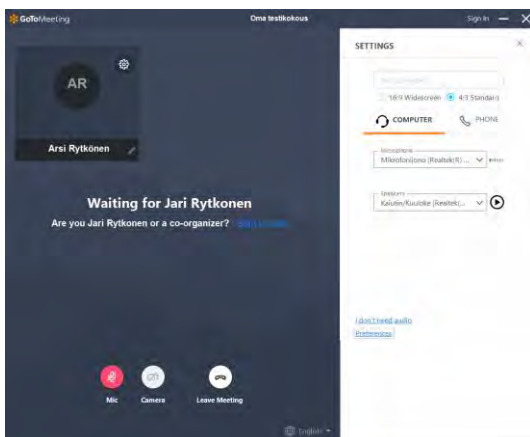 GoToMeeting
Oma testikokous
Sign In
SETTINGS
16:9 Widescreen
4:3 Standard
COMPUTER
PHONE
AR
Arsi Rytkönen
Microphone
Mikrofonijono (Realtek(R) ...
Speakers
Kaiutin/Kuuloke (Realtek(...
Waiting for Jari Rytkonen
Are you Jari Rytkonen or a co-organizer?
I don't need audio
Preferences
Mic
Camera
Leave Meeting
English